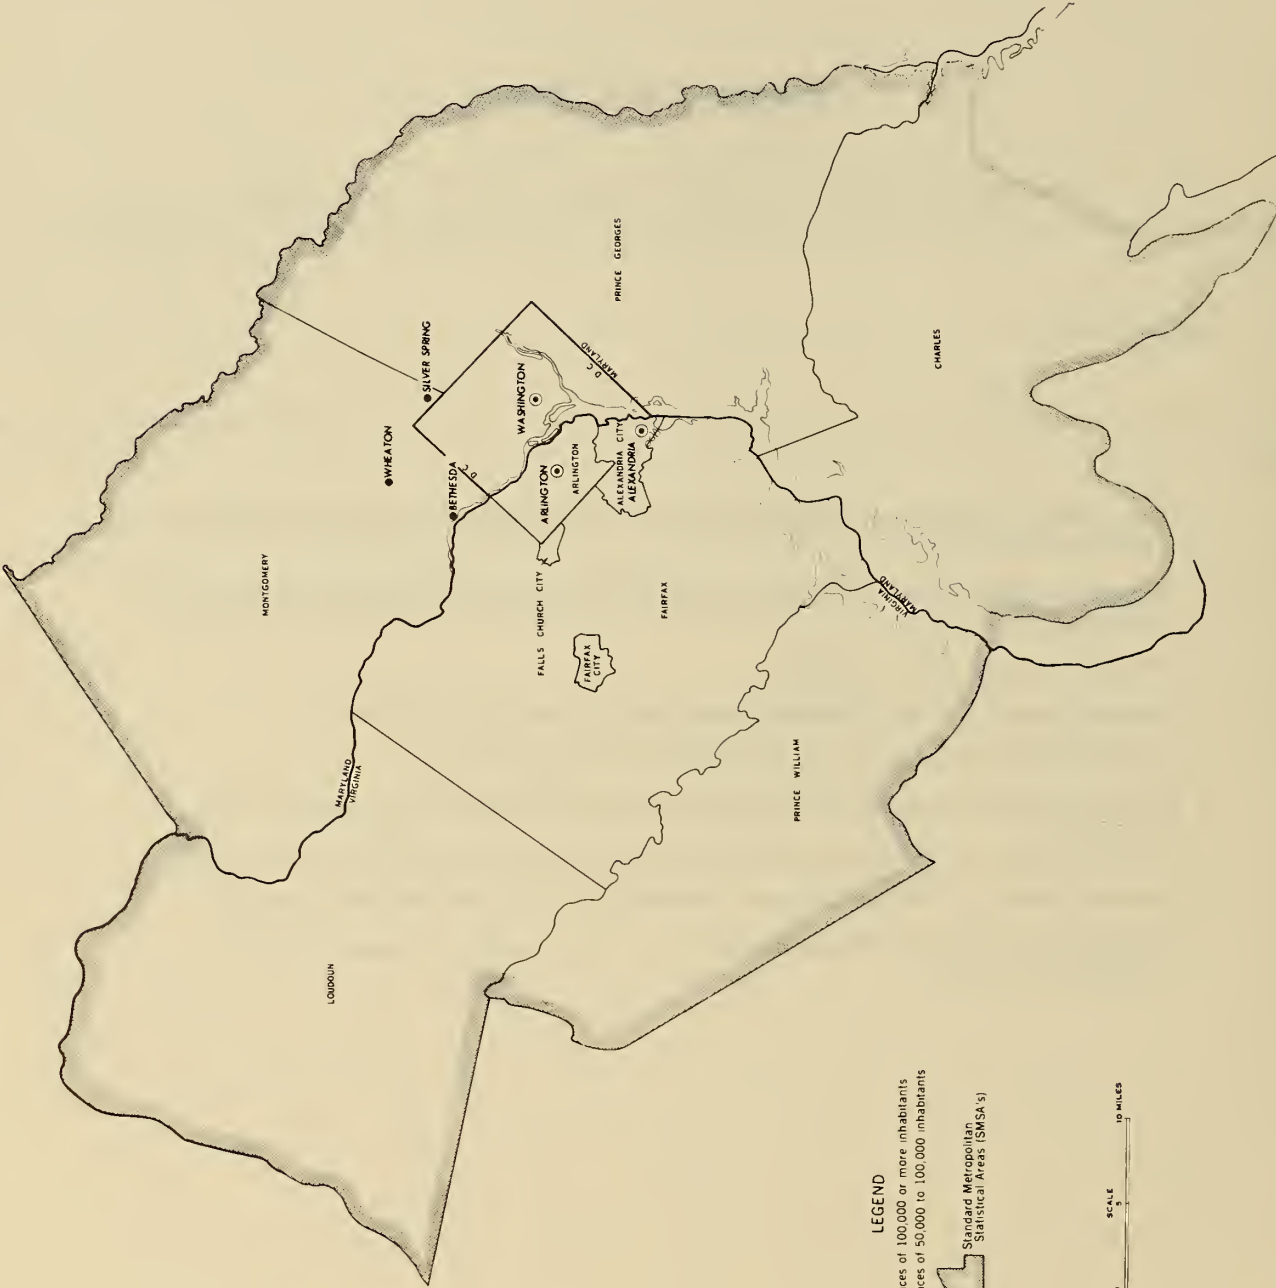 MONTGOMERY
WHEATON
SILVER SPRING
BETHESDA
D C
MARYLAND
VIRGINIA
LOUDOUN
WASHINGTON
D C
MARYLAND
PRINCE GEORGES
ARLINGTON
ARLINGTON
ALEXANDRIA CITY
ALEXANDRIA
FALLS CHURCH CITY
FAIRFAX
CITY
FAIRFAX
PRINCE WILLIAM
VIRGINIA
MARYLAND
CHARLES
LEGEND
ces of 100,000 or more inhabitants
ces of 50,000 to 100,000 inhabitants
Standard Metropolitan
Statistical Areas (SMSA's)
SCALE
5 10 MILES